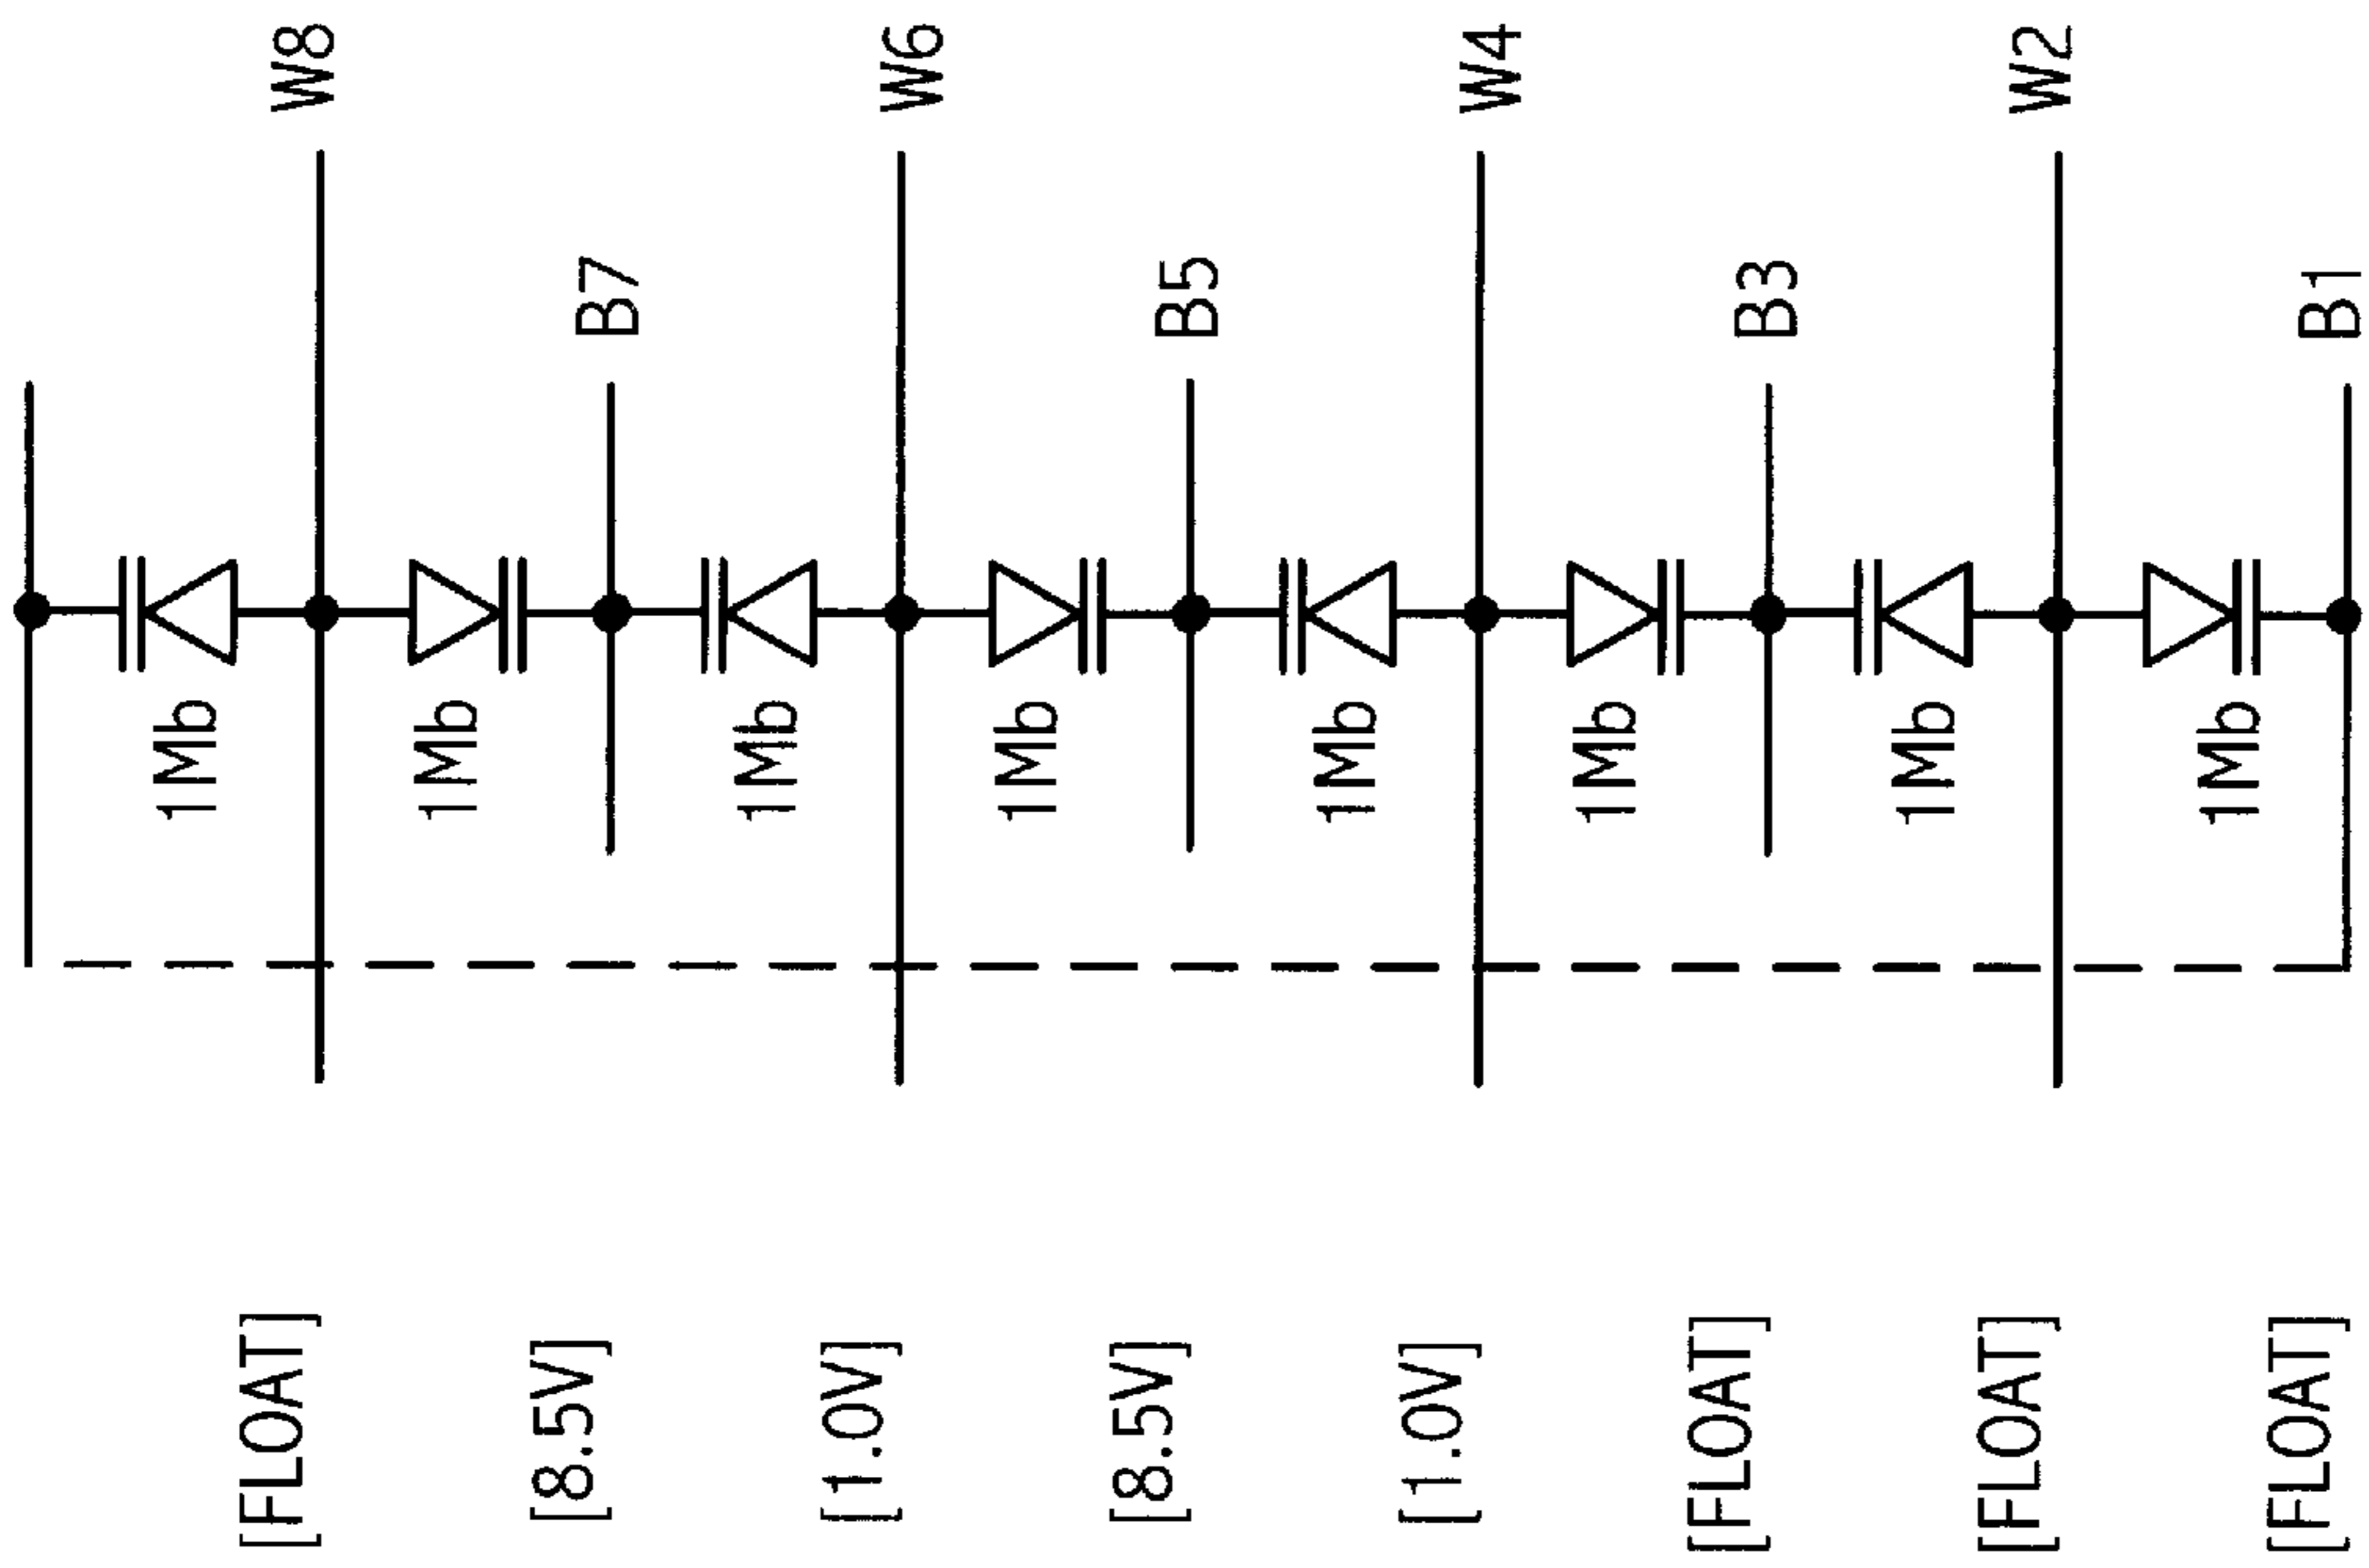 W8
W6
W4
W2
B7
B5
B3
B1
1Mb
1Mb
1Mb
1Mb
1Mb
1Mb
1Mb
1Mb
[FLOAT]
[8.5V]
[1.0V]
[8.5V]
[1.0V]
[FLOAT]
[FLOAT]
[FLOAT]